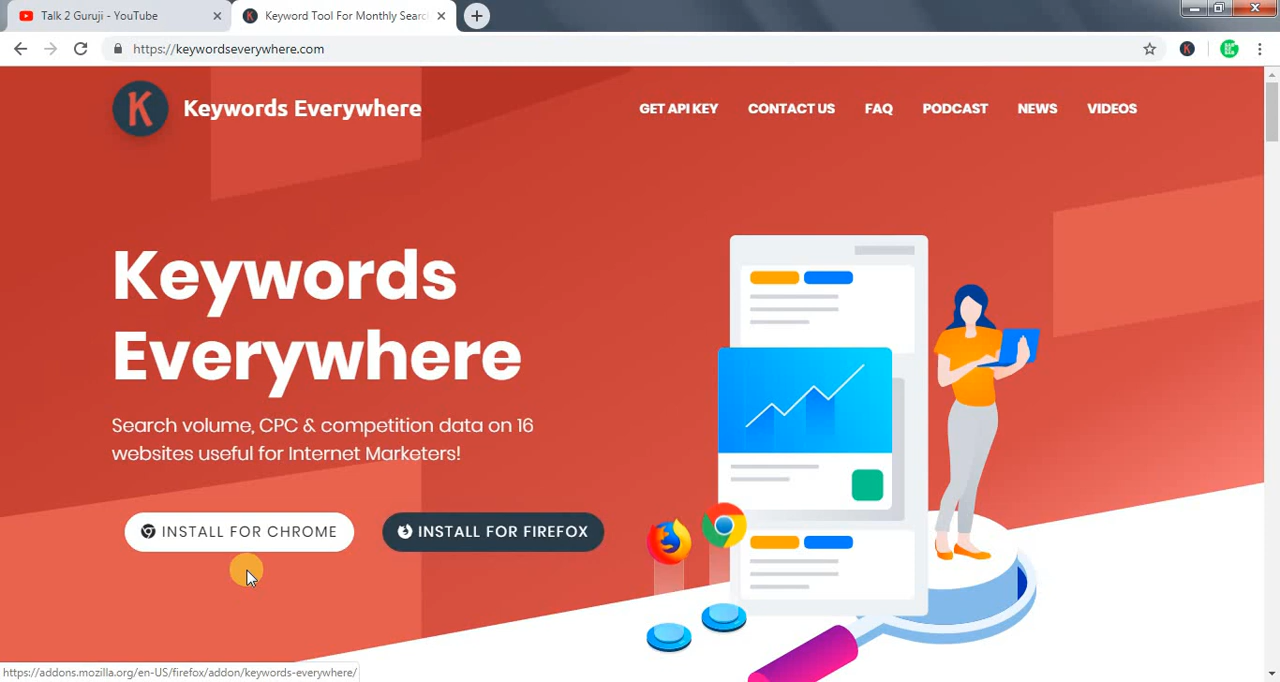 Talk 2 Guruji - YouTube
Keyword Tool For Monthly Searc
https://keywordseverywhere.com
K
Keywords Everywhere
GET API KEY
CONTACT US
FAQ
PODCAST
NEWS
VIDEOS
Keywords
Everywhere
Search volume, CPC & competition data on 16
websites useful for Internet Marketers!
INSTALL FOR CHROME
INSTALL FOR FIREFOX
https://addons.mozilla.org/en-US/firefox/addon/keywords-everywhere/